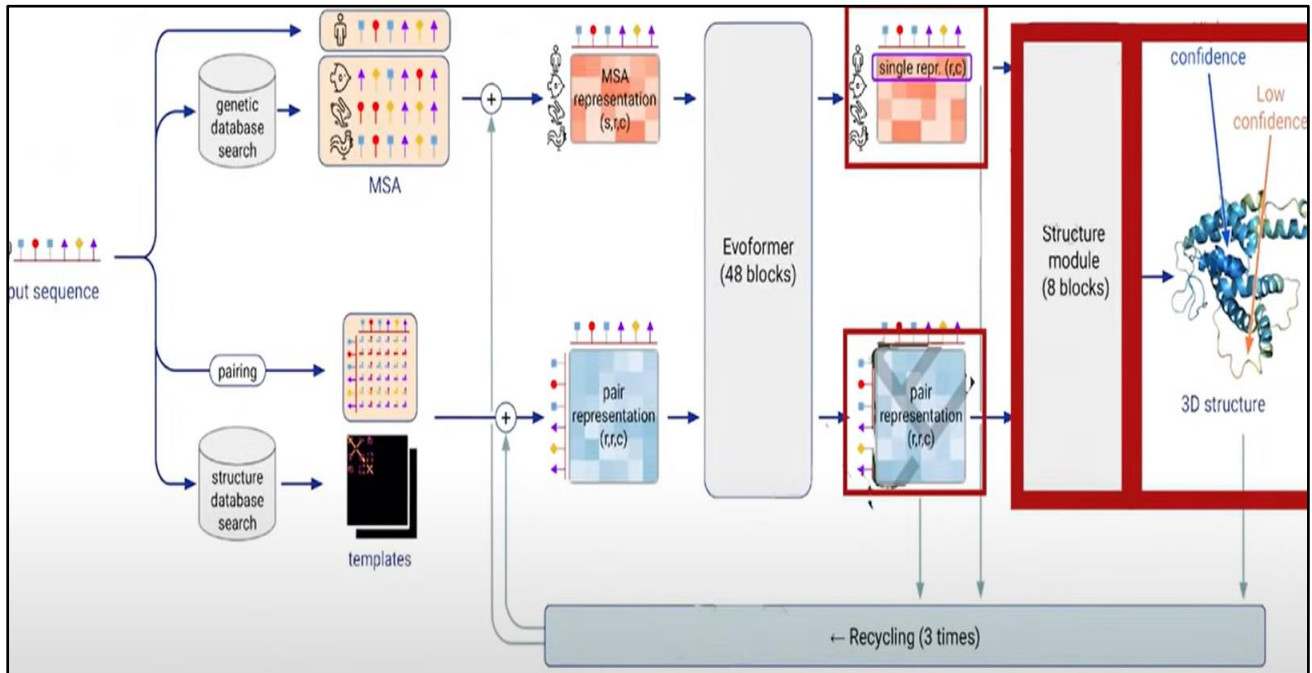 genetic
database
search
MSA
MSA
representation
(s,r,c)
Evoformer
(48 blocks)
single repr. (r,c)
Structure
module
(8 blocks)
confidence
Low
confidence
3D structure
put sequence
pairing
structure
database
search
templates
pair
representation
(r,r,c)
pair
representation
(r,r,c)
← Recycling (3 times)